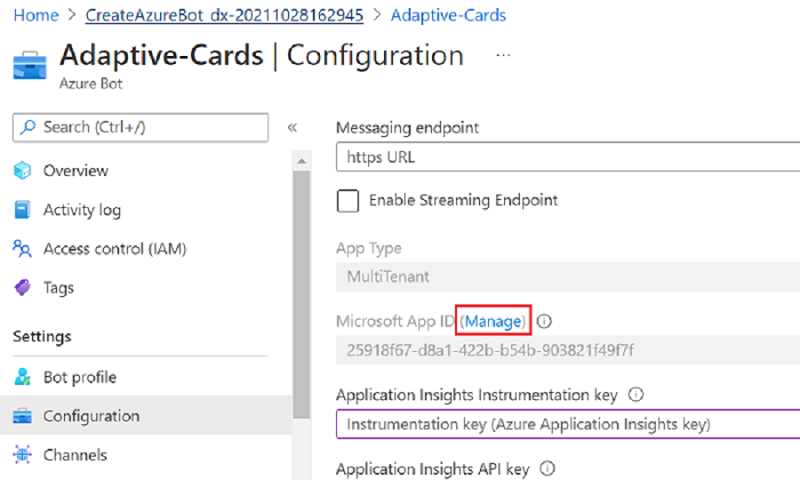 Home > CreateAzureBot_dx-20211028162945 > Adaptive-Cards
Adaptive-Cards | Configuration ...
Azure Bot
Search (Ctrl+/)
«
Overview
Activity log
Access control (IAM)
Tags
Settings
Bot profile
Configuration
Channels
Messaging endpoint
https URL
Enable Streaming Endpoint
App Type
MultiTenant
Microsoft App ID (Manage)
25918f67-d8a1-422b-b54b-903821f49f7f
Application Insights Instrumentation key
Instrumentation key (Azure Application Insights key)
Application Insights API key